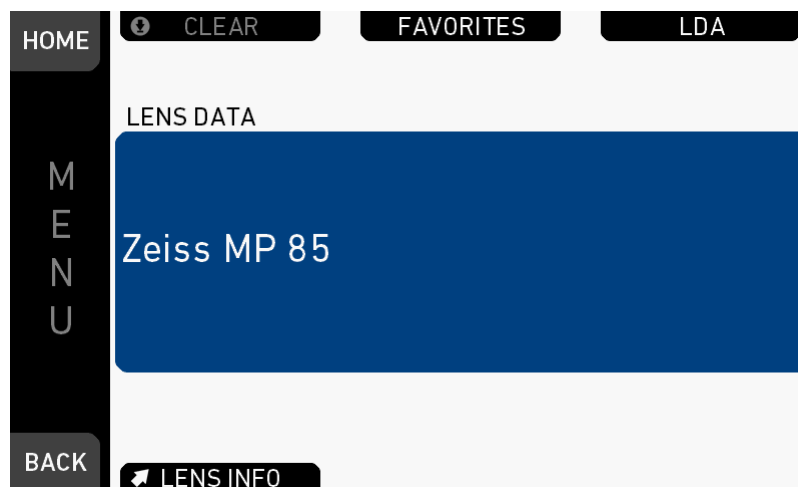 HOME
CLEAR
FAVORITES
LDA
LENS DATA
M
E
N
U
Zeiss MP 85
BACK
LENS INFO